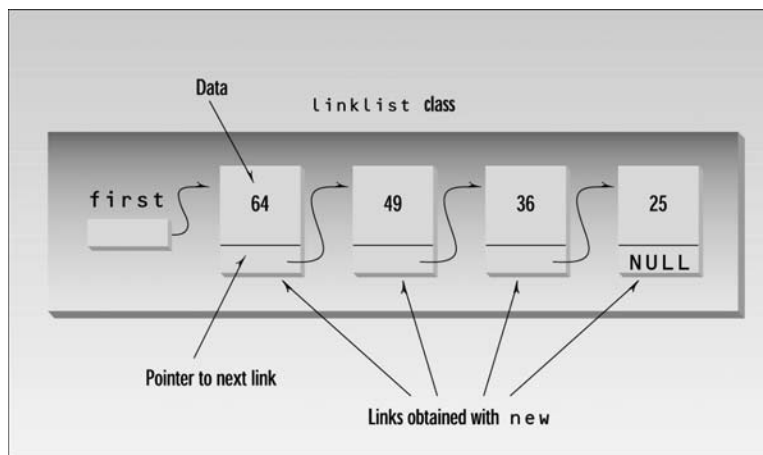 Data
linklist class
first
64
49
36
25
NULL
Pointer to next link
Links obtained with new